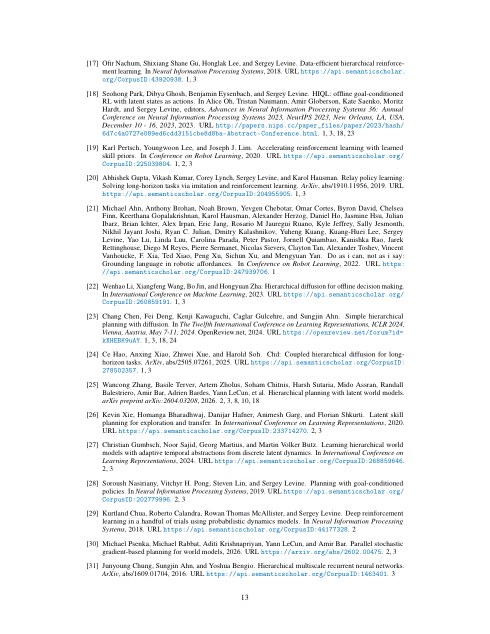 [17] Ofir Nachum, Shixiang Shane Gu, Honglak Lee, and Sergey Levine. Data-efficient hierarchical reinforce-
ment learning. In Neural Information Processing Systems, 2018. URL https://api.semanticscholar.
org/CorpusID:43920938. 1, 3
[18] Seohong Park, Dibya Ghosh, Benjamin Eysenbach, and Sergey Levine. HIQL: offline goal-conditioned
RL with latent states as actions. In Alice Oh, Tristan Naumann, Amir Globerson, Kate Saenko, Moritz
Hardt, and Sergey Levine, editors, Advances in Neural Information Processing Systems 36: Annual
Conference on Neural Information Processing Systems 2023, NeurIPS 2023, New Orleans, LA, USA,
December 10 - 16, 2023, 2023. URL http://papers.nips.cc/paper_files/paper/2023/hash/
6d7c4a0727e089ed6cdd3151cbe8d8ba-Abstract-Conference.html. 1, 3, 18, 23
[19] Karl Pertsch, Youngwoon Lee, and Joseph J. Lim. Accelerating reinforcement learning with learned
skill priors. In Conference on Robot Learning, 2020. URL https://api.semanticscholar.org/
CorpusID:225039804. 1, 2, 3
[20] Abhishek Gupta, Vikash Kumar, Corey Lynch, Sergey Levine, and Karol Hausman. Relay policy learning:
Solving long-horizon tasks via imitation and reinforcement learning. ArXiv, abs/1910.11956, 2019. URL
https://api.semanticscholar.org/CorpusID:204955905. 1, 3
[21] Michael Ahn, Anthony Brohan, Noah Brown, Yevgen Chebotar, Omar Cortes, Byron David, Chelsea
Finn, Keerthana Gopalakrishnan, Karol Hausman, Alexander Herzog, Daniel Ho, Jasmine Hsu, Julian
Ibarz, Brian Ichter, Alex Irpan, Eric Jang, Rosario M Jauregui Ruano, Kyle Jeffrey, Sally Jesmonth,
Nikhil Jayant Joshi, Ryan C. Julian, Dmitry Kalashnikov, Yuheng Kuang, Kuang-Huei Lee, Sergey
Levine, Yao Lu, Linda Luu, Carolina Parada, Peter Pastor, Jornell Quiambao, Kanishka Rao, Jarek
Rettinghouse, Diego M Reyes, Pierre Sermanet, Nicolas Sievers, Clayton Tan, Alexander Toshev, Vincent
Vanhoucke, F. Xia, Ted Xiao, Peng Xu, Sichun Xu, and Mengyuan Yan. Do as i can, not as i say:
Grounding language in robotic affordances. In Conference on Robot Learning, 2022. URL https:
//api.semanticscholar.org/CorpusID:247939706. 1
[22] Wenhao Li, Xiangfeng Wang, Bo Jin, and Hongyuan Zha. Hierarchical diffusion for offline decision making.
In International Conference on Machine Learning, 2023. URL https://api.semanticscholar.org/
CorpusID:260859191. 1, 3
[23] Chang Chen, Fei Deng, Kenji Kawaguchi, Caglar Gulcehre, and Sungjin Ahn. Simple hierarchical
planning with diffusion. In The Twelfth International Conference on Learning Representations, ICLR 2024,
Vienna, Austria, May 7-11, 2024. OpenReview.net, 2024. URL https://openreview.net/forum?id=
kXHEBK9uAY. 1, 3, 18, 24
[24] Ce Hao, Anxing Xiao, Zhiwei Xue, and Harold Soh. Chd: Coupled hierarchical diffusion for long-
horizon tasks. ArXiv, abs/2505.07261, 2025. URL https://api.semanticscholar.org/CorpusID:
278502357. 1, 3
[25] Wancong Zhang, Basile Terver, Artem Zholus, Soham Chitnis, Harsh Sutaria, Mido Assran, Randall
Balestriero, Amir Bar, Adrien Bardes, Yann LeCun, et al. Hierarchical planning with latent world models.
arXiv preprint arXiv:2604.03208, 2026. 2, 3, 8, 10, 18
[26] Kevin Xie, Homanga Bharadhwaj, Danijar Hafner, Animesh Garg, and Florian Shkurti. Latent skill
planning for exploration and transfer. In International Conference on Learning Representations, 2020.
URL https://api.semanticscholar.org/CorpusID:233714270. 2, 3
[27] Christian Gumbsch, Noor Sajid, Georg Martius, and Martin Volker Butz. Learning hierarchical world
models with adaptive temporal abstractions from discrete latent dynamics. In International Conference on
Learning Representations, 2024. URL https://api.semanticscholar.org/CorpusID:268859646.
2, 3
[28] Soroush Nasiriany, Vitchyr H. Pong, Steven Lin, and Sergey Levine. Planning with goal-conditioned
policies. In Neural Information Processing Systems, 2019. URL https://api.semanticscholar.org/
CorpusID:202779996. 2, 3
[29] Kurtland Chua, Roberto Calandra, Rowan Thomas McAllister, and Sergey Levine. Deep reinforcement
learning in a handful of trials using probabilistic dynamics models. In Neural Information Processing
Systems, 2018. URL https://api.semanticscholar.org/CorpusID:44177328. 2
[30] Michael Psenka, Michael Rabbat, Aditi Krishnapriyan, Yann LeCun, and Amir Bar. Parallel stochastic
gradient-based planning for world models, 2026. URL https://arxiv.org/abs/2602.00475. 2, 3
[31] Junyoung Chung, Sungjin Ahn, and Yoshua Bengio. Hierarchical multiscale recurrent neural networks.
ArXiv, abs/1609.01704, 2016. URL https://api.semanticscholar.org/CorpusID:1463401. 3
13